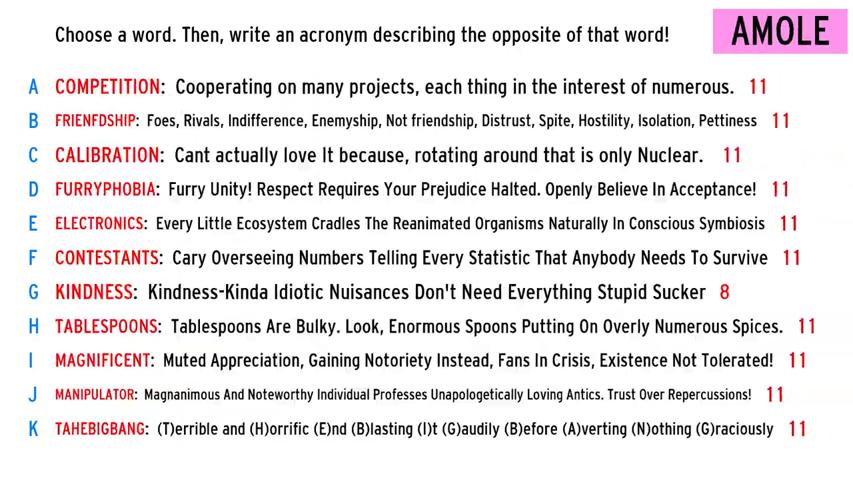 Choose a word. Then, write an acronym describing the opposite of that word!
AMOLE
A COMPETITION: Cooperating on many projects, each thing in the interest of numerous. 11
B FRIENFDSHIP: Foes, Rivals, Indifference, Enemyship, Not friendship, Distrust, Spite, Hostility, Isolation, Pettiness 11
C CALIBRATION: Cant actually love It because, rotating around that is only Nuclear. 11
D FURRYPHOBIA: Furry Unity! Respect Requires Your Prejudice Halted. Openly Believe In Acceptance! 11
E ELECTRONICS: Every Little Ecosystem Cradles The Reanimated Organisms Naturally In Conscious Symbiosis 11
F CONTESTANTS: Cary Overseeing Numbers Telling Every Statistic That Anybody Needs To Survive 11
G KINDNESS: Kindness-Kinda Idiotic Nuisances Don't Need Everything Stupid Sucker 8
H TABLESPOONS: Tablespoons Are Bulky. Look, Enormous Spoons Putting On Overly Numerous Spices. 11
I MAGNIFICENT: Muted Appreciation, Gaining Notoriety Instead, Fans In Crisis, Existence Not Tolerated! 11
J MANIPULATOR: Magnanimous And Noteworthy Individual Professes Unapologetically Loving Antics. Trust Over Repercussions! 11
K TAHEBIGBANG: (T)errible and (H)orrific (E)nd (B)lasting (I)t (G)audily (B)efore (A)verting (N)othing (G)raciously 11